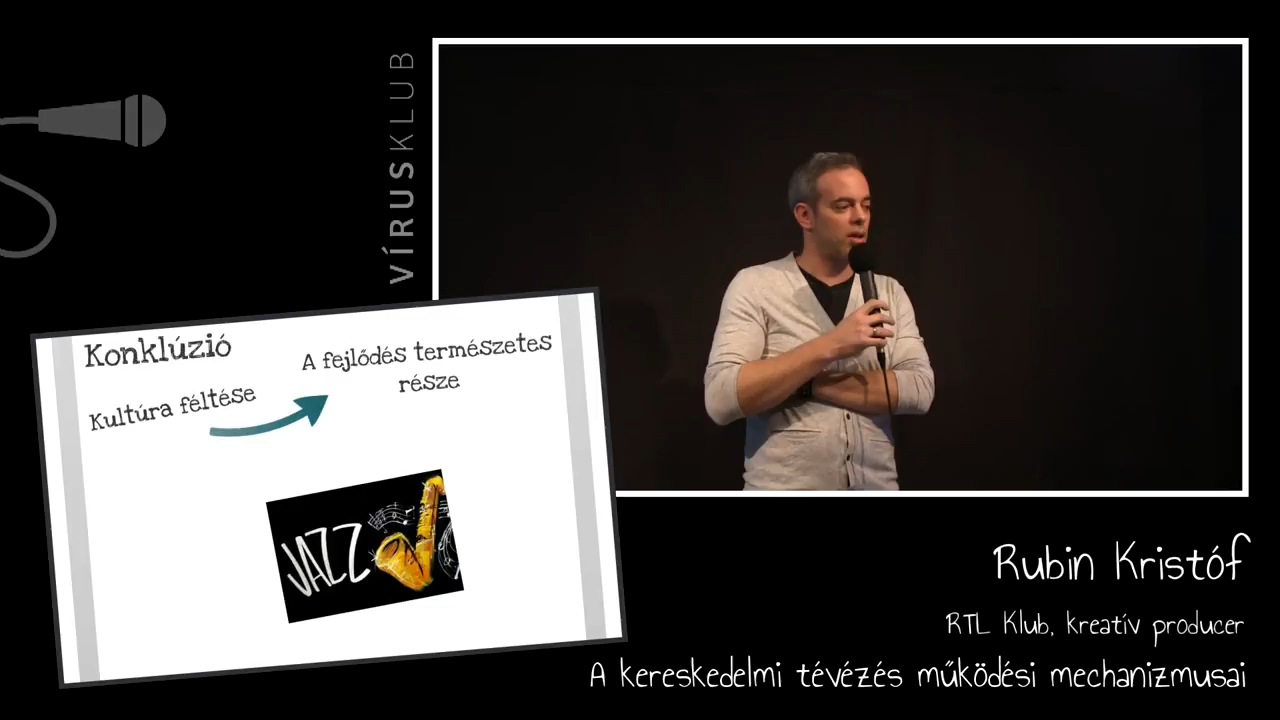 VÍRUSKLUB
Konklúzió
A fejlődés természetes
része
Kultúra féltése
JAZZ
Rubin Kristóf
RTL Klub, kreatív producer
A kereskedelmi tévézés működési mechanizmusai